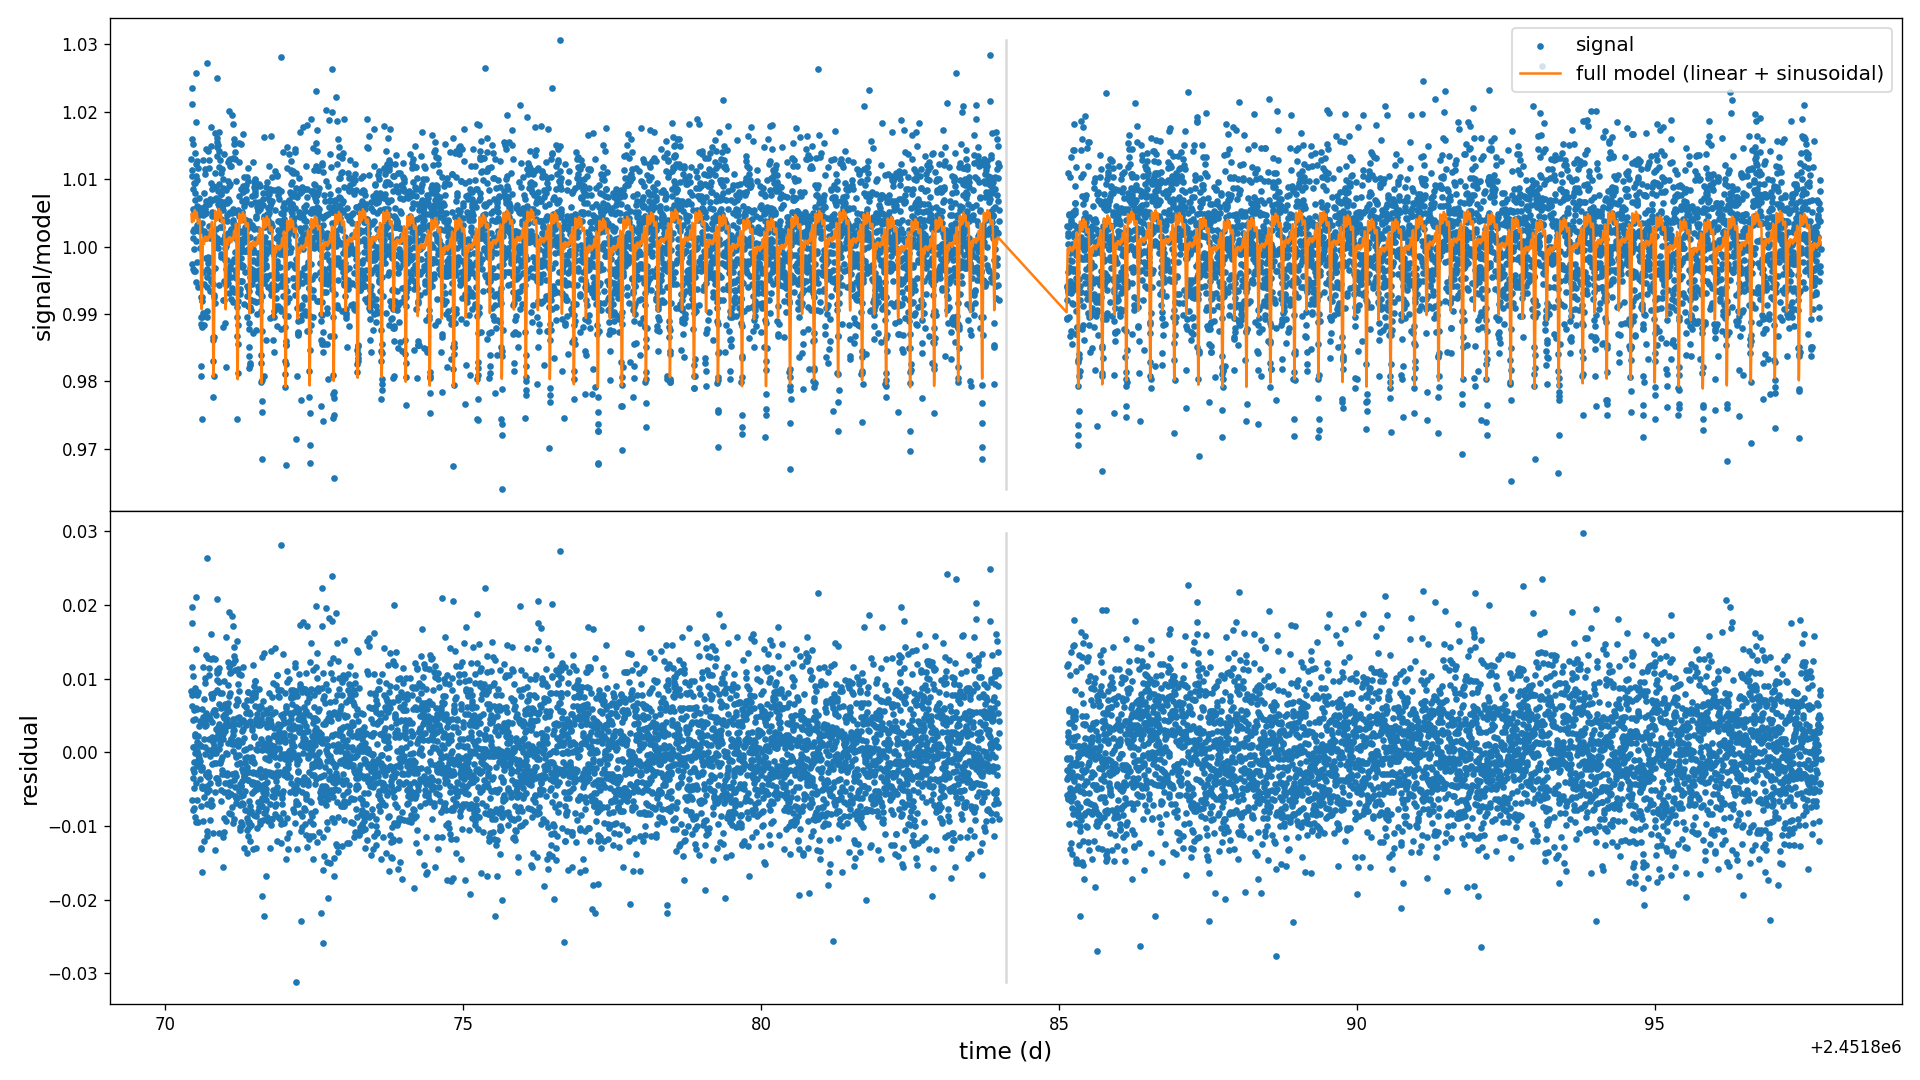 1.03
1.02
1.01
1.00
0.99
0.98
0.97
signal/model
signal
full model (linear + sinusoidal)
0.03
0.02
0.01
0.00
−0.01
−0.02
−0.03
residual
70 75 80 85 90 95
time (d)
+2.4518e6